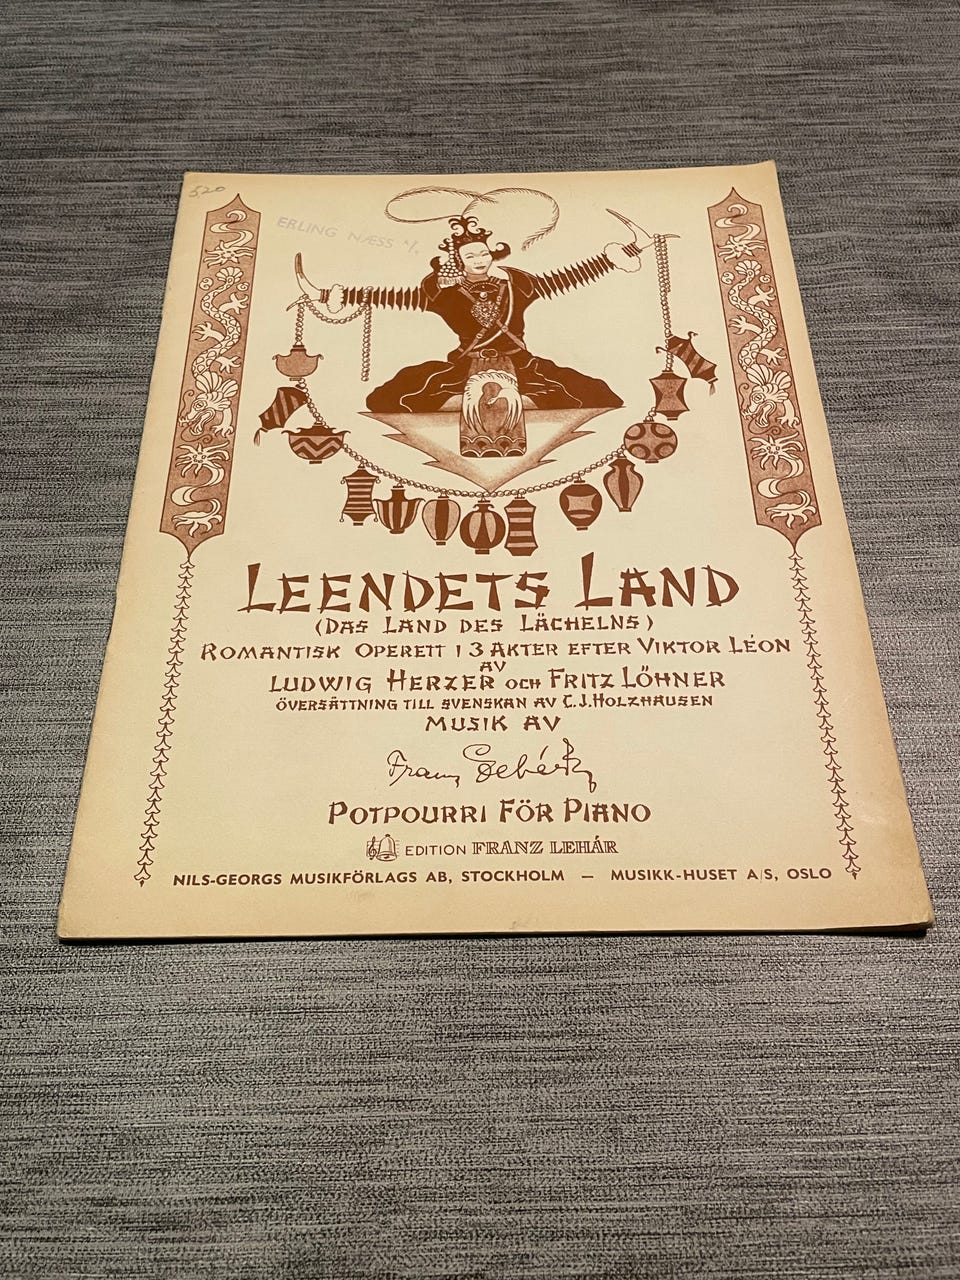 5,20
ERLING NÆSS A/S
LEENDETS LAND
(DAS LAND DES LÄCHELNS)
ROMANTISK OPERETT I 3 AKTER EFTER VIKTOR LÉON
AV
LUDWIG HERZER OCH FRITZ LÖHNER
ÖVERSÄTTNING TILL SVENSKAN AV C.J.HOLZHAUSEN
MUSIK AV
Franz Lehár
POTPOURRI FÖR PIANO
EDITION FRANZ LEHÁR
NILS-GEORGS MUSIKFÖRLAGS AB, STOCKHOLM — MUSIKK-HUSET A/S, OSLO